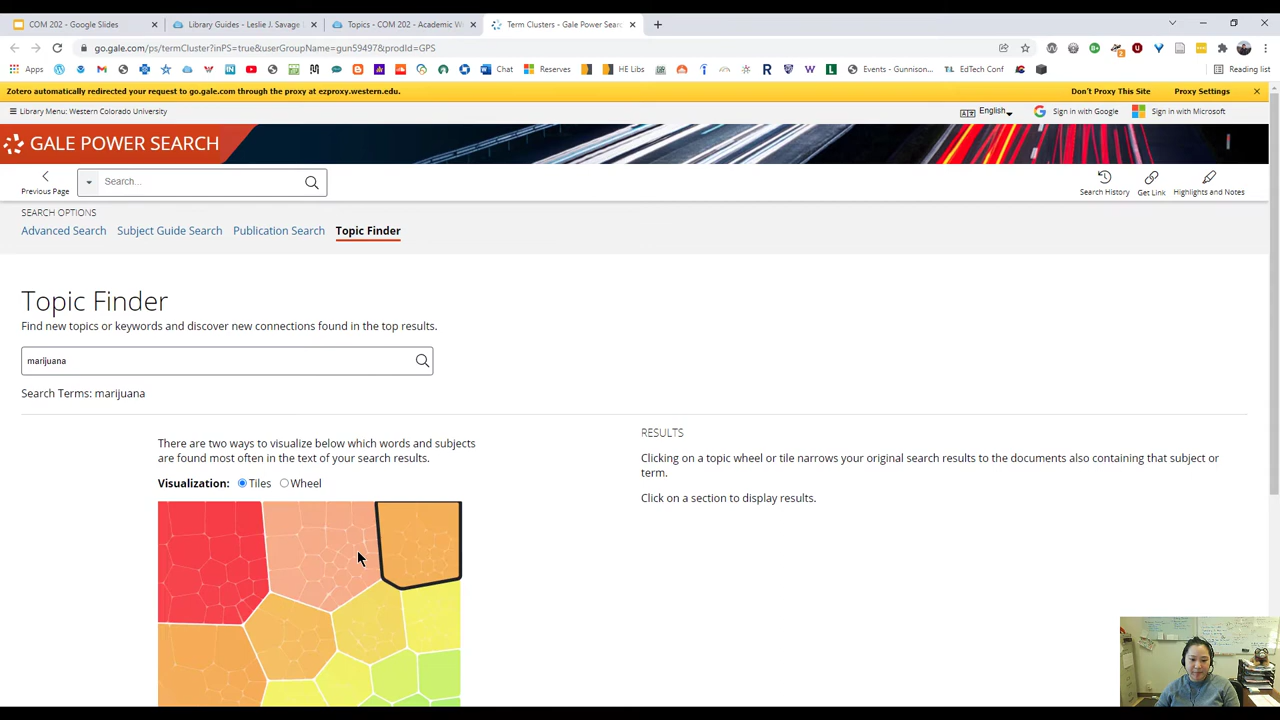 COM 202 - Google Slides
Library Guides - Leslie J. Savage
Topics - COM 202 - Academic W
Term Clusters - Gale Power Sear
go.gale.com/ps/termCluster?inPS=true&userGroupName=gun59497&prodId=GPS
Apps
Chat
Reserves
HE Libs
Events - Gunnison...
EdTech Conf
Reading list
Zotero automatically redirected your request to go.gale.com through the proxy at ezproxy.western.edu.
Don't Proxy This Site
Proxy Settings
Library Menu: Western Colorado University
English
Sign in with Google
Sign in with Microsoft
GALE POWER SEARCH
Previous Page
Search...
Search History
Get Link
Highlights and Notes
SEARCH OPTIONS
Advanced Search
Subject Guide Search
Publication Search
Topic Finder
Topic Finder
Find new topics or keywords and discover new connections found in the top results.
marijuana
Search Terms: marijuana
There are two ways to visualize below which words and subjects
are found most often in the text of your search results.
Visualization:
Tiles
Wheel
RESULTS
Clicking on a topic wheel or tile narrows your original search results to the documents also containing that subject or
term.
Click on a section to display results.